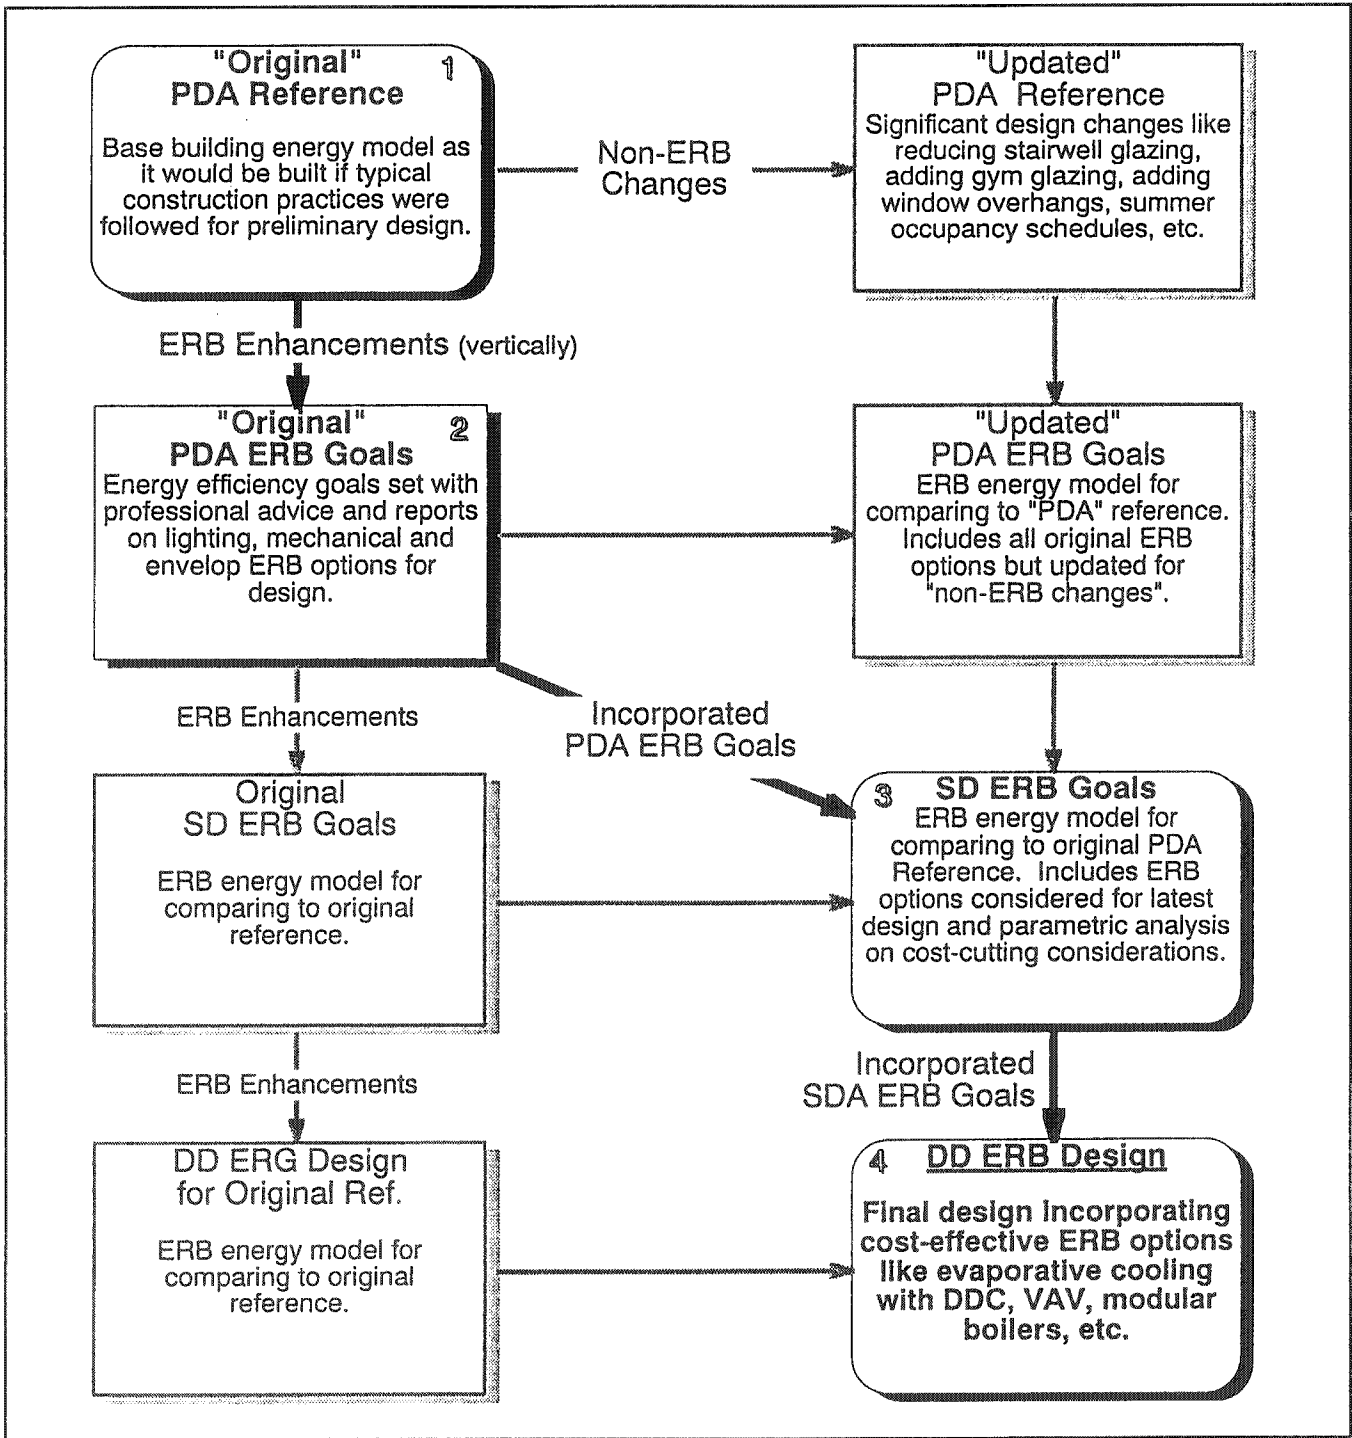 "Original"
1
PDA Reference
Base building energy model as
it would be built if typical
construction practices were
followed for preliminary design.
Non-ERB
Changes
"Updated"
PDA Reference
Significant design changes like
reducing stairwell glazing,
adding gym glazing, adding
window overhangs, summer
occupancy schedules, etc.
ERB Enhancements (vertically)
"Original"
2
PDA ERB Goals
Energy efficiency goals set with
professional advice and reports
on lighting, mechanical and
envelop ERB options for
design.
"Updated"
PDA ERB Goals
ERB energy model for
comparing to "PDA" reference.
Includes all original ERB
options but updated for
"non-ERB changes".
ERB Enhancements
Incorporated
PDA ERB Goals
Original
SD ERB Goals
ERB energy model for
comparing to original
reference.
3
SD ERB Goals
ERB energy model for
comparing to original PDA
Reference. Includes ERB
options considered for latest
design and parametric analysis
on cost-cutting considerations.
ERB Enhancements
Incorporated
SDA ERB Goals
DD ERG Design
for Original Ref.
ERB energy model for
comparing to original
reference.
4
DD ERB Design
Final design incorporating
cost-effective ERB options
like evaporative cooling
with DDC, VAV, modular
boilers, etc.